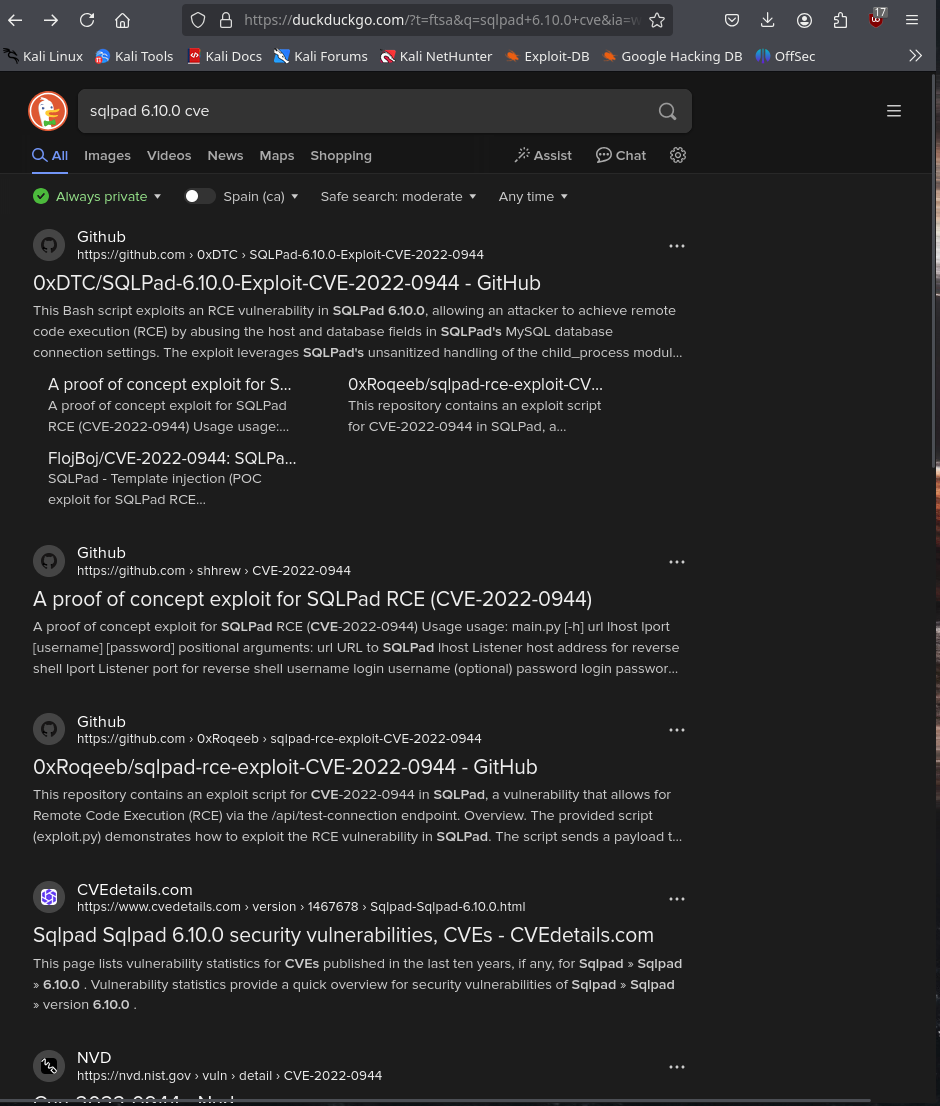 https://duckduckgo.com/?t=ftsa&q=sqlpad+6.10.0+cve&ia=w
17
Kali Linux Kali Tools Kali Docs Kali Forums Kali NetHunter Exploit-DB Google Hacking DB OffSec
sqlpad 6.10.0 cve
All Images Videos News Maps Shopping Assist Chat
Always private Spain (ca) Safe search: moderate Any time
Github
https://github.com › 0xDTC › SQLPad-6.10.0-Exploit-CVE-2022-0944
0xDTC/SQLPad-6.10.0-Exploit-CVE-2022-0944 - GitHub
This Bash script exploits an RCE vulnerability in SQLPad 6.10.0, allowing an attacker to achieve remote
code execution (RCE) by abusing the host and database fields in SQLPad's MySQL database
connection settings. The exploit leverages SQLPad's unsanitized handling of the child_process modul...
A proof of concept exploit for S...
A proof of concept exploit for SQLPad
RCE (CVE-2022-0944) Usage usage:...
0xRoqeeb/sqlpad-rce-exploit-CV...
This repository contains an exploit script
for CVE-2022-0944 in SQLPad, a...
FlojBoj/CVE-2022-0944: SQLPa...
SQLPad - Template injection (POC
exploit for SQLPad RCE...
Github
https://github.com › shhrew › CVE-2022-0944
A proof of concept exploit for SQLPad RCE (CVE-2022-0944)
A proof of concept exploit for SQLPad RCE (CVE-2022-0944) Usage usage: main.py [-h] url lhost lport
[username] [password] positional arguments: url URL to SQLPad lhost Listener host address for reverse
shell lport Listener port for reverse shell username login username (optional) password login passwor...
Github
https://github.com › 0xRoqeeb › sqlpad-rce-exploit-CVE-2022-0944
0xRoqeeb/sqlpad-rce-exploit-CVE-2022-0944 - GitHub
This repository contains an exploit script for CVE-2022-0944 in SQLPad, a vulnerability that allows for
Remote Code Execution (RCE) via the /api/test-connection endpoint. Overview. The provided script
(exploit.py) demonstrates how to exploit the RCE vulnerability in SQLPad. The script sends a payload t...
CVEdetails.com
https://www.cvedetails.com › version › 1467678 › Sqlpad-Sqlpad-6.10.0.html
Sqlpad Sqlpad 6.10.0 security vulnerabilities, CVEs - CVEdetails.com
This page lists vulnerability statistics for CVEs published in the last ten years, if any, for Sqlpad » Sqlpad
» 6.10.0 . Vulnerability statistics provide a quick overview for security vulnerabilities of Sqlpad » Sqlpad
» version 6.10.0 .
NVD
https://nvd.nist.gov › vuln › detail › CVE-2022-0944
Cve-2022-0944 - Nvd